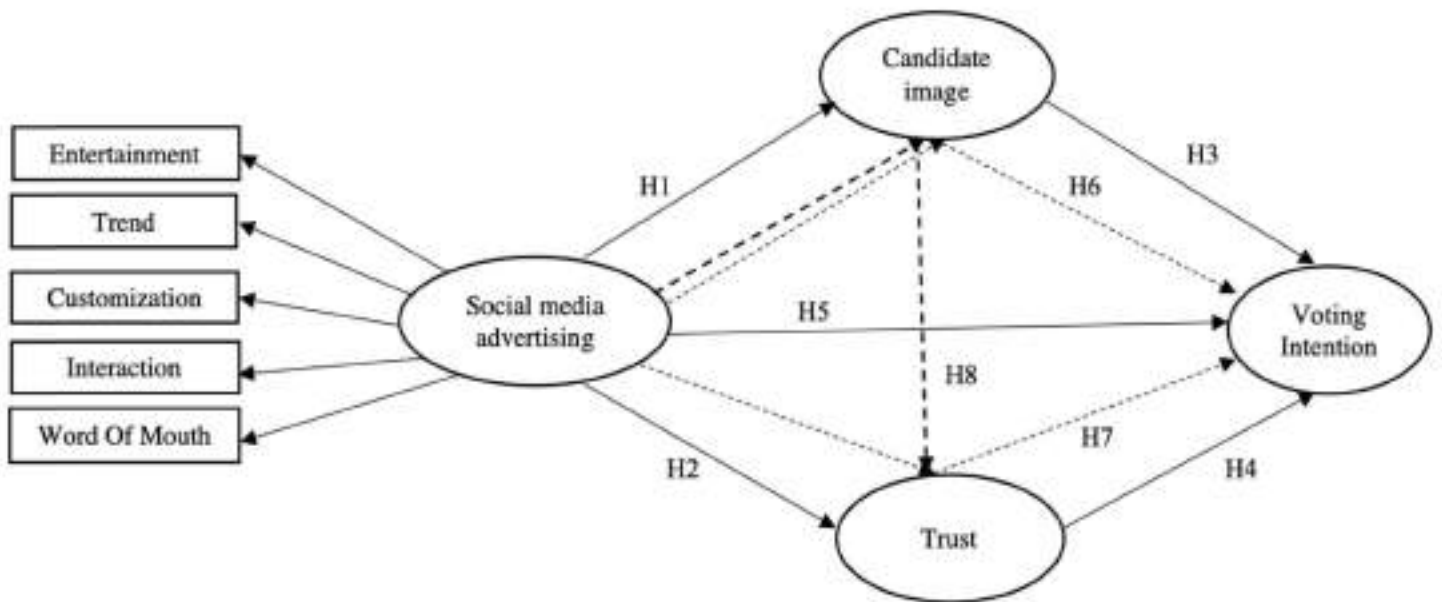 Candidate
image
Entertainment
Trend
Customization
Interaction
Word Of Mouth
Social media
advertising
H1
H2
H3
H6
H5
H8
H7
H4
Voting
Intention
Trust